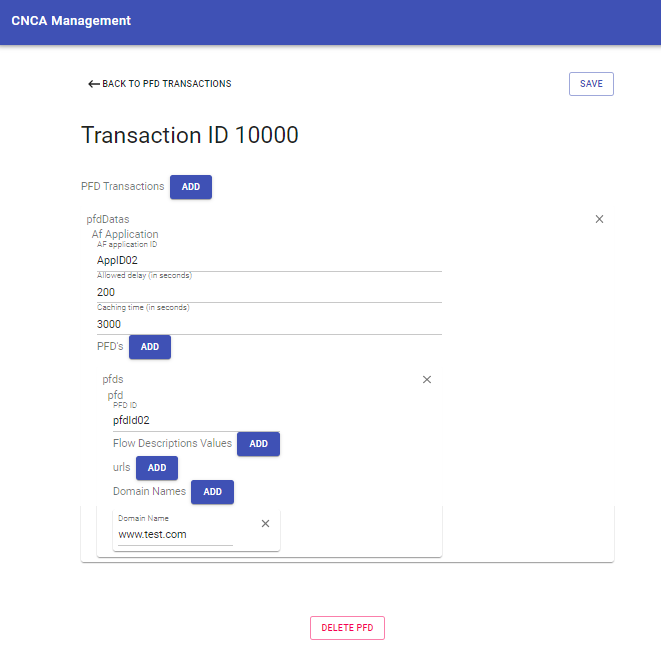 CNCA Management
BACK TO PFD TRANSACTIONS
SAVE
Transaction ID 10000
PFD Transactions ADD
pfdDatas
Af Application
AF application ID
AppID02
Allowed delay (in seconds)
200
Caching time (in seconds)
3000
PFD's ADD
pfds
pfd
PFD ID
pfdId02
Flow Descriptions Values ADD
urls ADD
Domain Names ADD
Domain Name
www.test.com
DELETE PFD